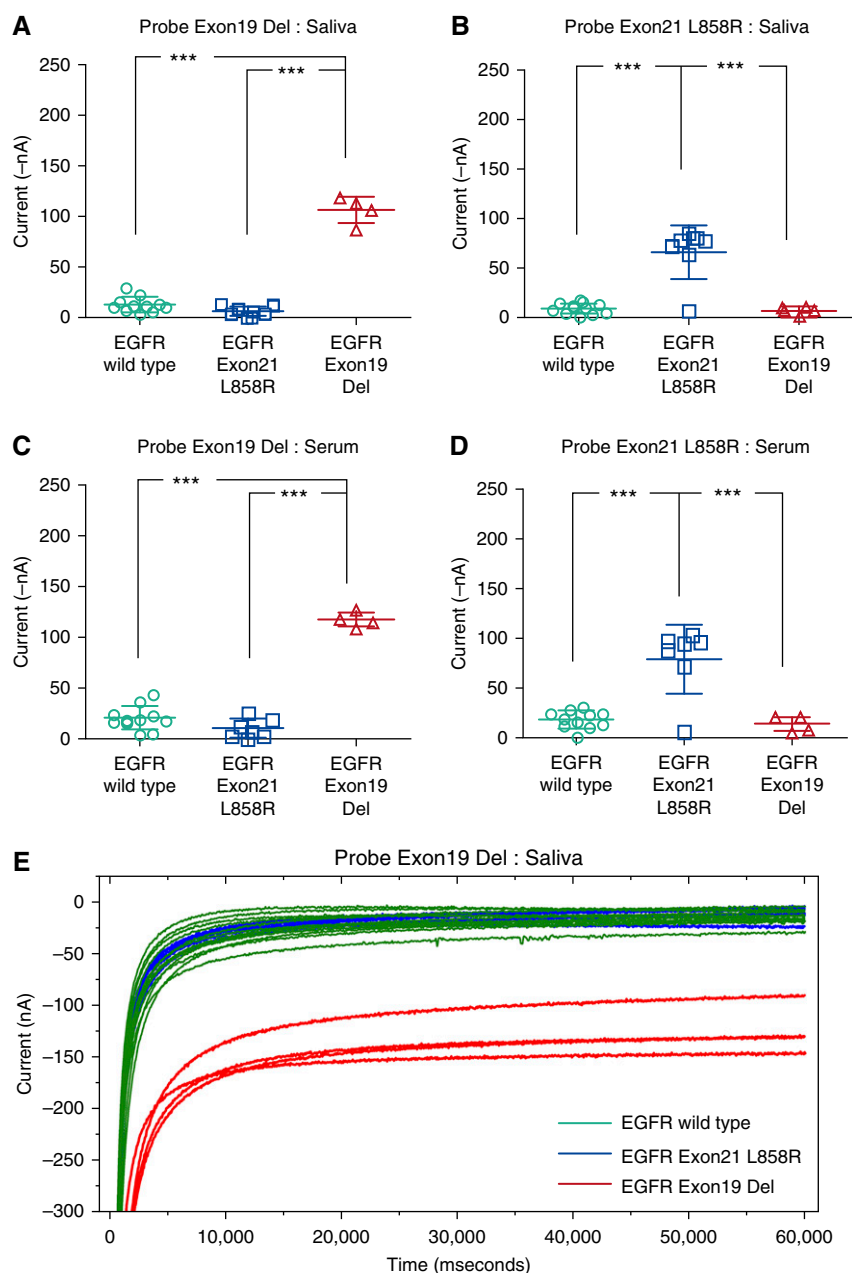 A
Probe Exon19 Del : Saliva
***
***
250
200
150
100
50
0
Current (–nA)
EGFR
wild type
EGFR
Exon21
L858R
EGFR
Exon19
Del
B
Probe Exon21 L858R : Saliva
***
***
250
200
150
100
50
0
Current (–nA)
EGFR
wild type
EGFR
Exon21
L858R
EGFR
Exon19
Del
C
Probe Exon19 Del : Serum
***
***
250
200
150
100
50
0
Current (–nA)
EGFR
wild type
EGFR
Exon21
L858R
EGFR
Exon19
Del
D
Probe Exon21 L858R : Serum
***
***
250
200
150
100
50
0
Current (–nA)
EGFR
wild type
EGFR
Exon21
L858R
EGFR
Exon19
Del
E
Probe Exon19 Del : Saliva
0
–50
–100
–150
–200
–250
–300
Current (nA)
EGFR wild type
EGFR Exon21 L858R
EGFR Exon19 Del
0 10,000 20,000 30,000 40,000 50,000 60,000
Time (mseconds)